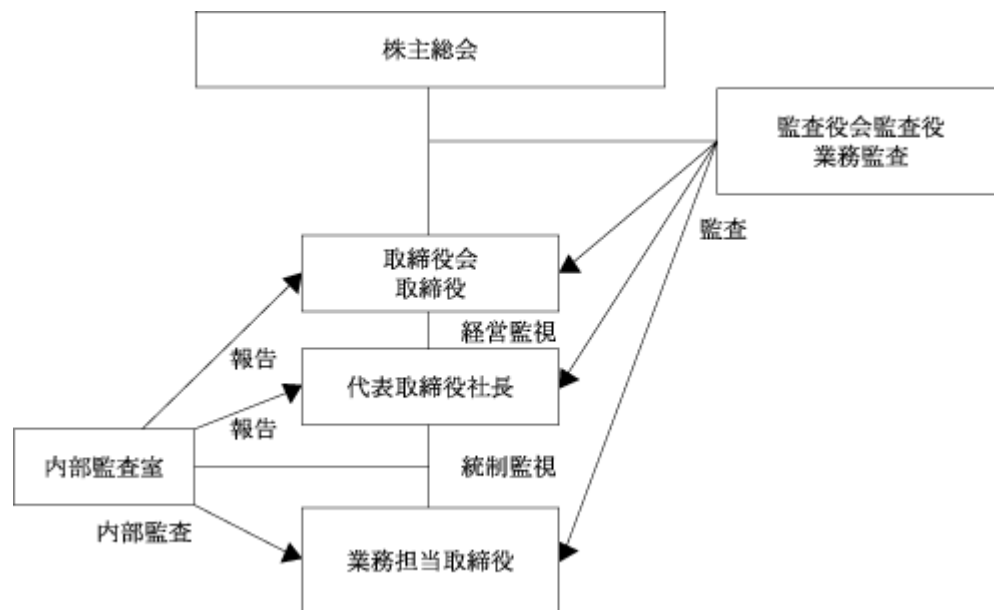 株主総会
監査役会監査役
業務監査
監査
取締役会
取締役
経営監視
報告
代表取締役社長
報告
内部監査室
統制監視
内部監査
業務担当取締役